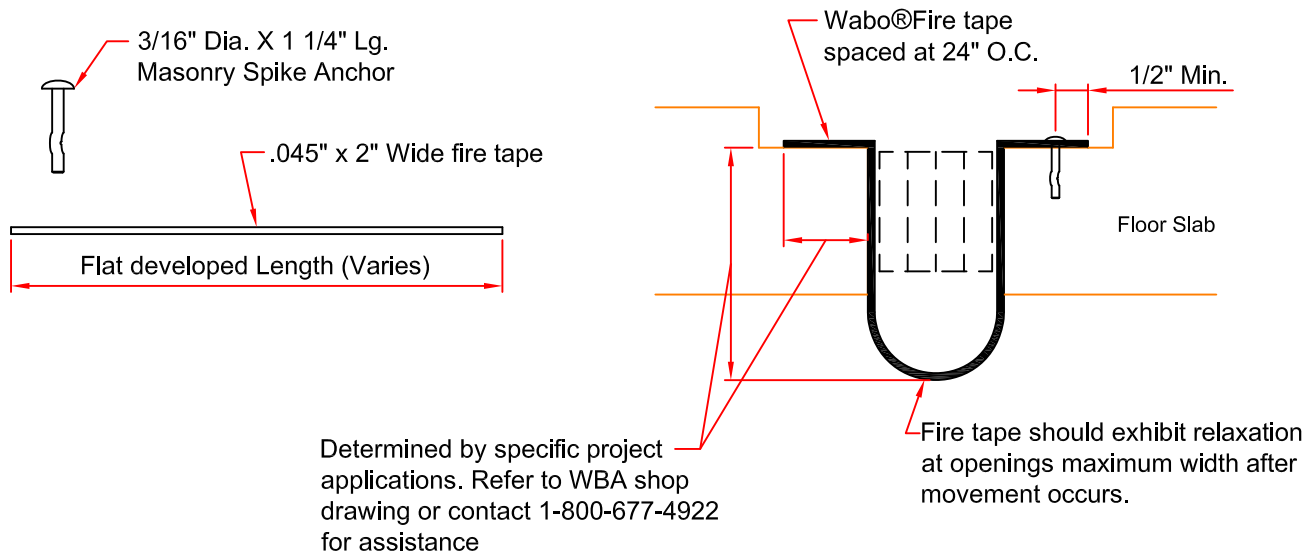 3/16" Dia. X 1 1/4" Lg.
Masonry Spike Anchor
.045" x 2" Wide fire tape
Flat developed Length (Varies)
Wabo®Fire tape
spaced at 24" O.C.
1/2" Min.
Floor Slab
Determined by specific project
applications. Refer to WBA shop
drawing or contact 1-800-677-4922
for assistance
Fire tape should exhibit relaxation
at openings maximum width after
movement occurs.